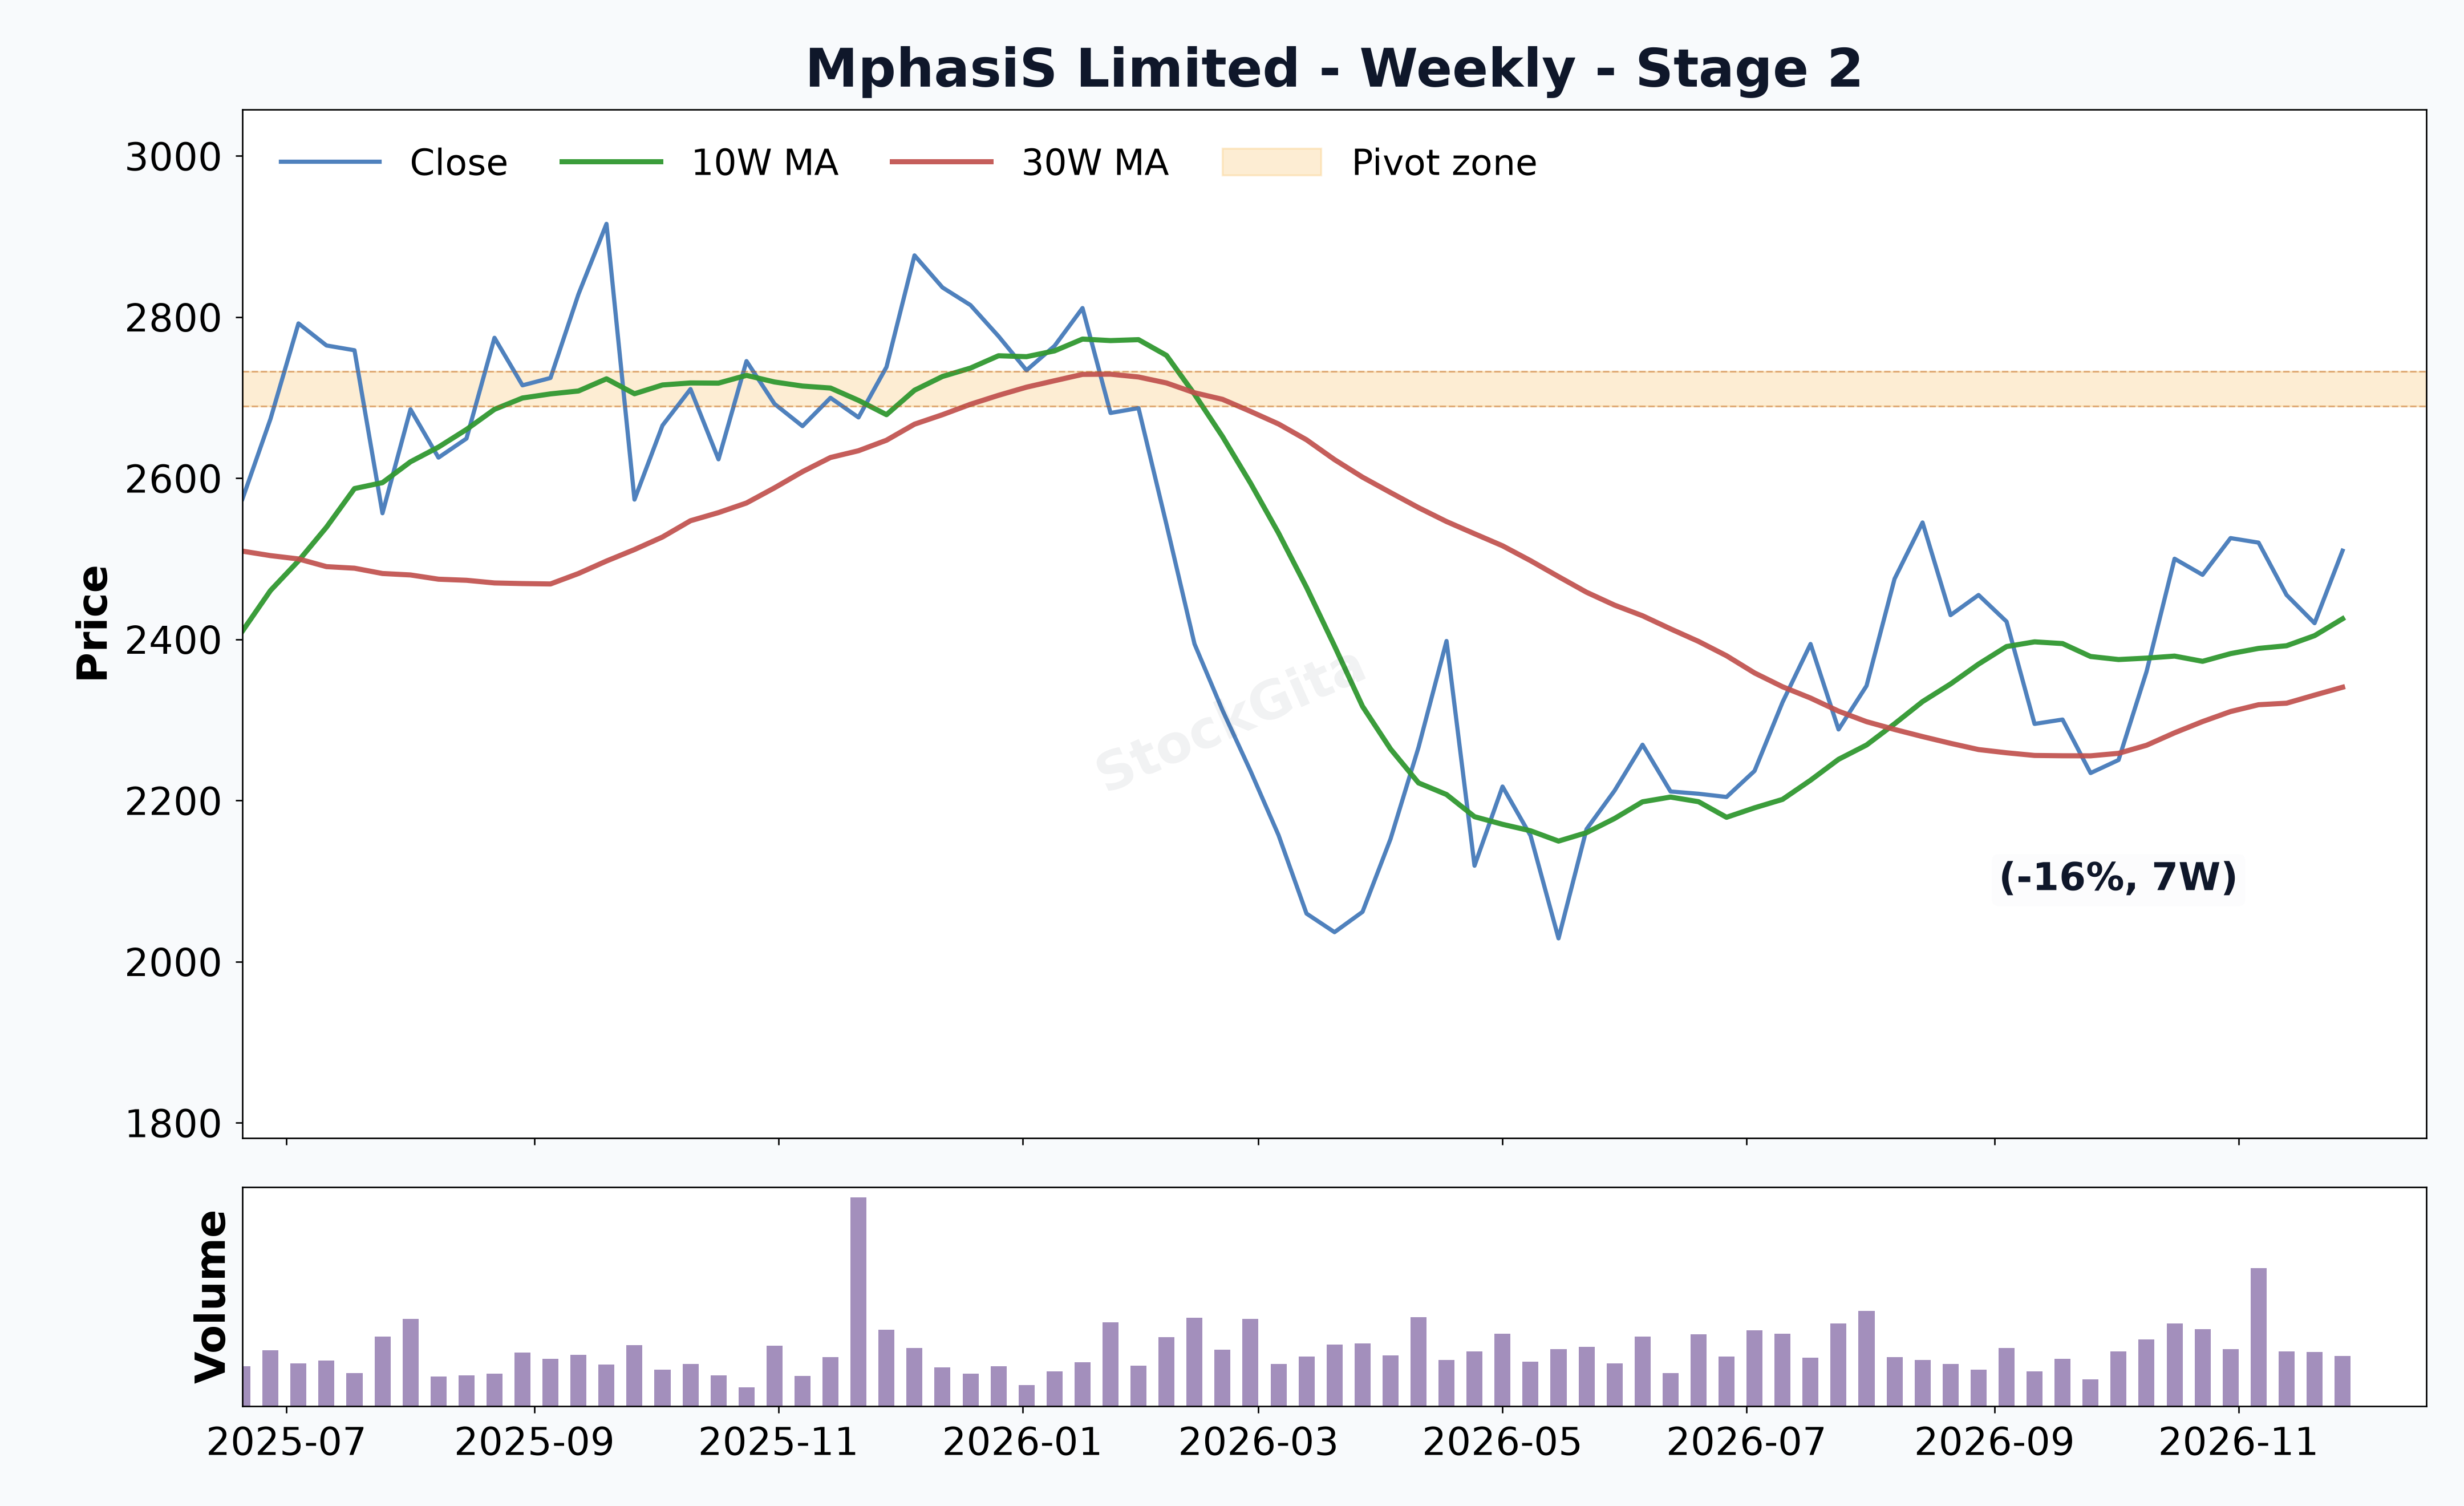 MphasiS Limited - Weekly - Stage 2
Close
10W MA
30W MA
Pivot zone
Price
3000
2800
2600
2400
2200
2000
1800
StockGita
(-16%, 7W)
Volume
2025-07
2025-09
2025-11
2026-01
2026-03
2026-05
2026-07
2026-09
2026-11